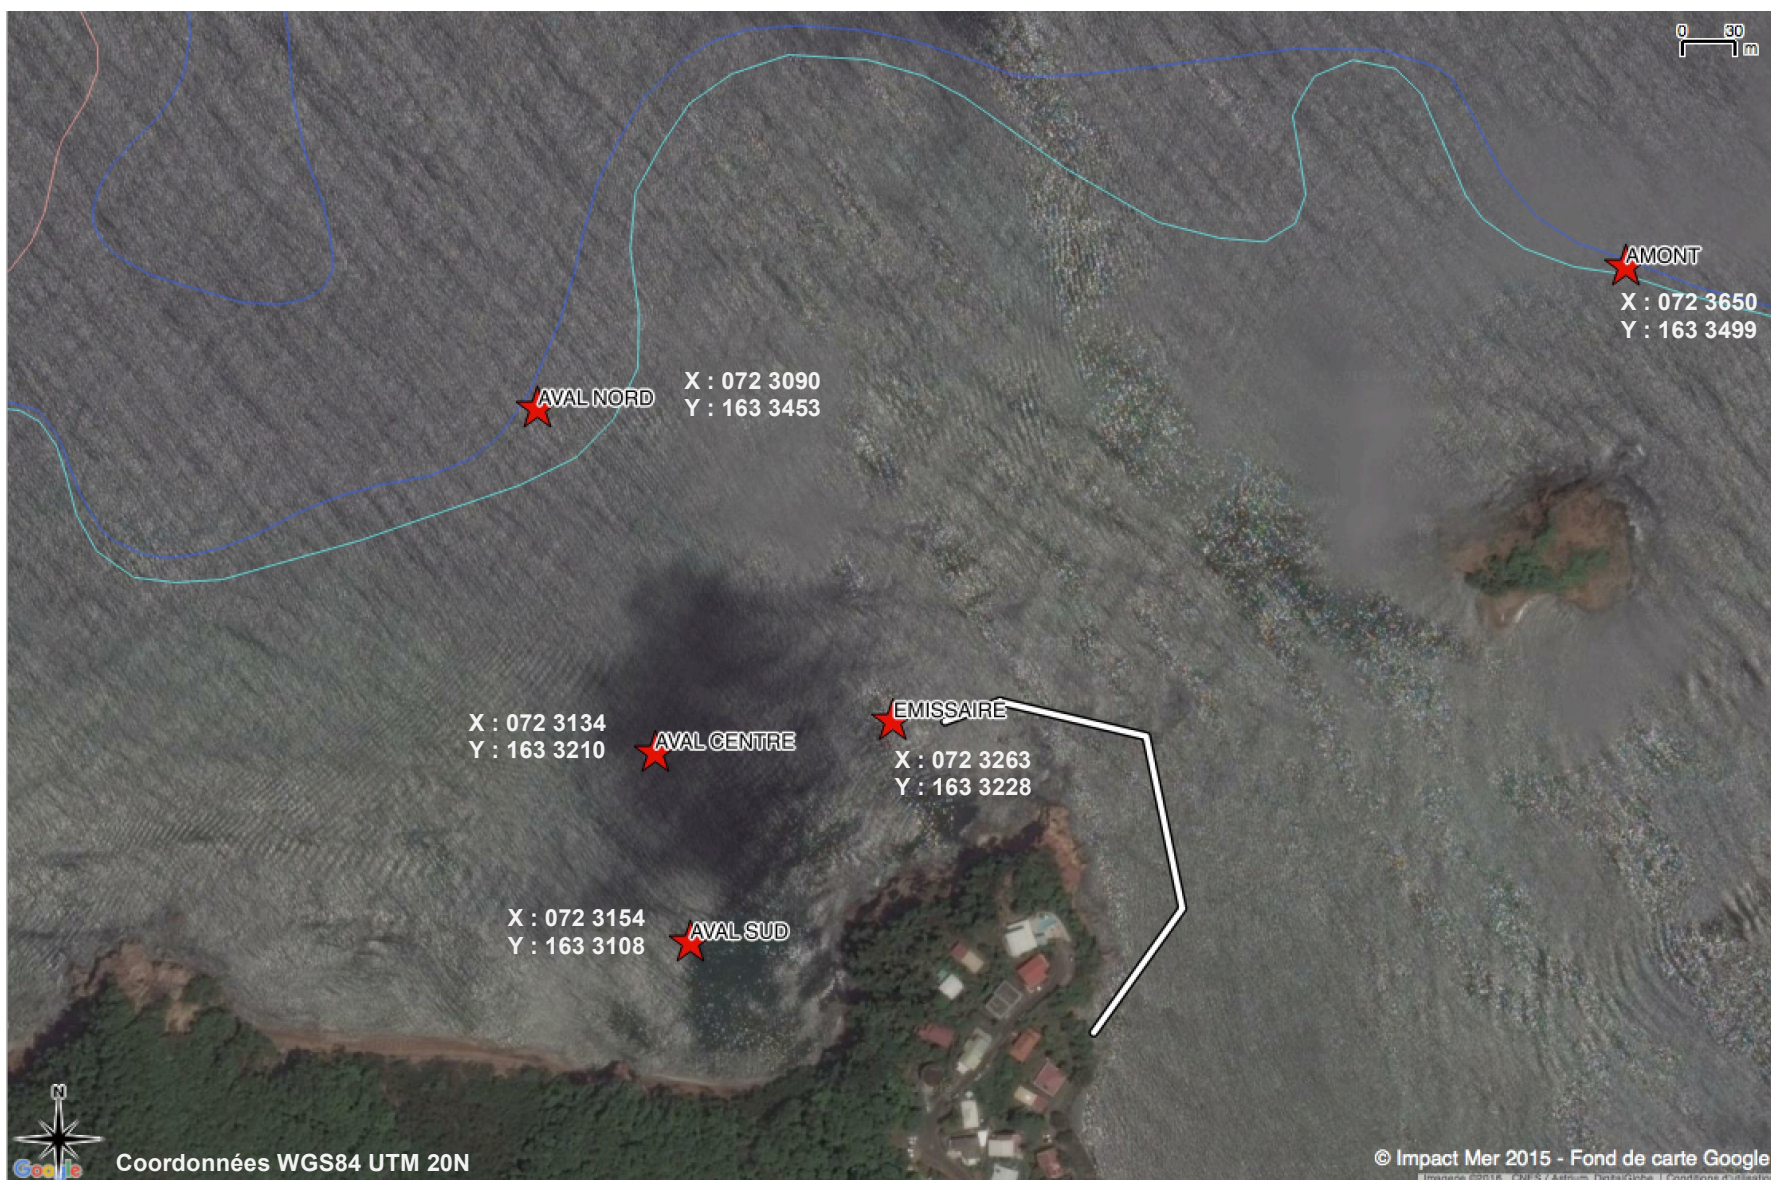 0 30
m
AMONT
X : 072 3650
Y : 163 3499
AVAL NORD
X : 072 3090
Y : 163 3453
EMISSAIRE
X : 072 3263
Y : 163 3228
X : 072 3134
Y : 163 3210
AVAL CENTRE
X : 072 3154
Y : 163 3108
AVAL SUD
N
Google
Coordonnées WGS84 UTM 20N
© Impact Mer 2015 - Fond de carte Google